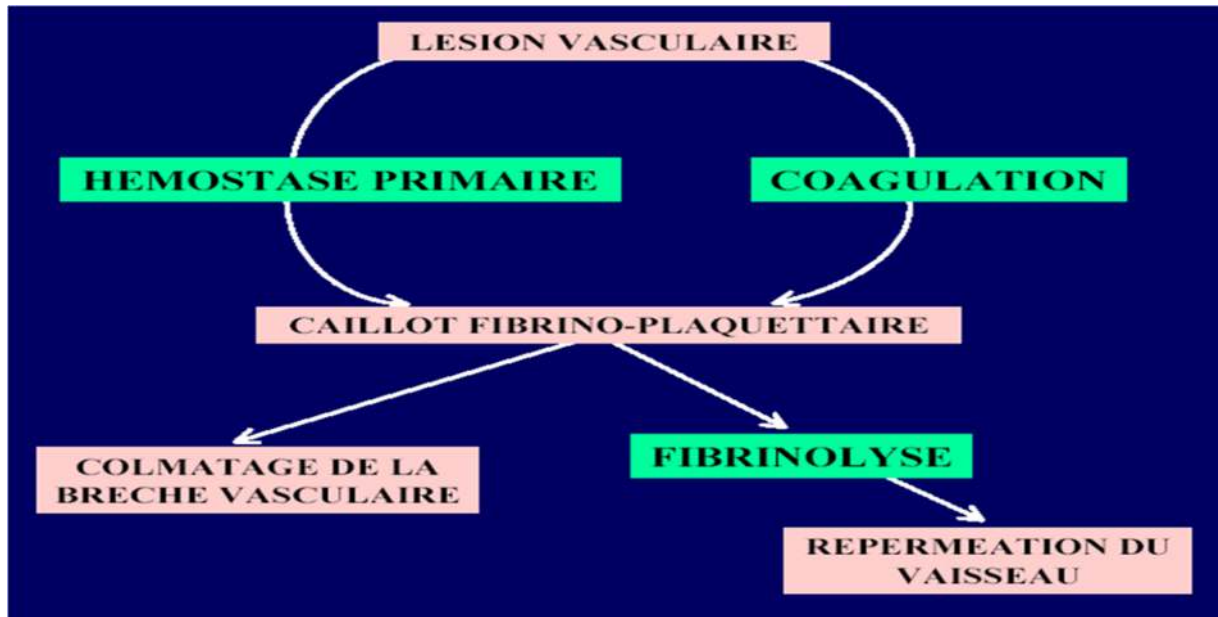 LESION VASCULAIRE
HEMOSTASE PRIMAIRE
COAGULATION
CAILLOT FIBRINO-PLAQUETTAIRE
COLMATAGE DE LA
BRECHE VASCULAIRE
FIBRINOLYSE
REPERMEATION DU
VAISSEAU